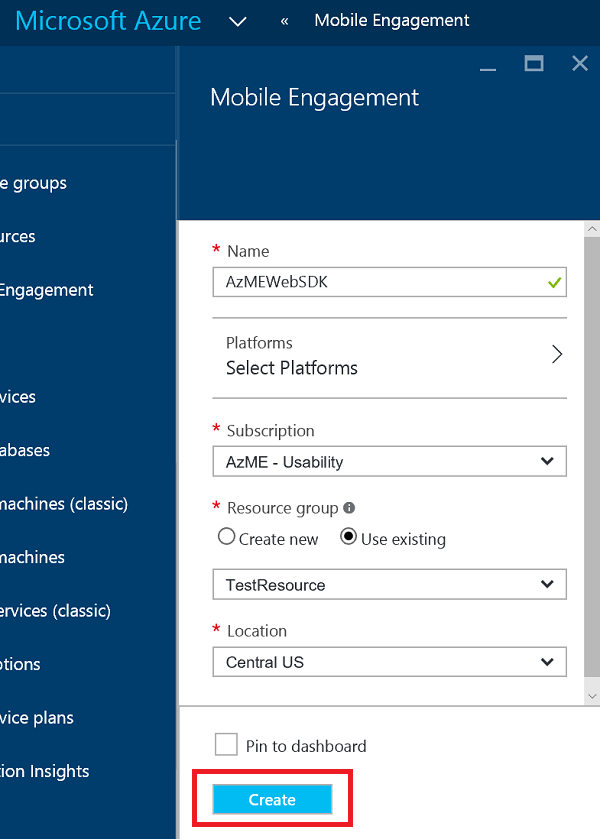 Microsoft Azure « Mobile Engagement
Mobile Engagement
e groups
urces
Engagement
vices
abases
machines (classic)
machines
ervices (classic)
ptions
vice plans
ion Insights
* Name
AzMEWebSDK
Platforms
Select Platforms
* Subscription
AzME - Usability
* Resource group
Create new Use existing
TestResource
* Location
Central US
Pin to dashboard
Create